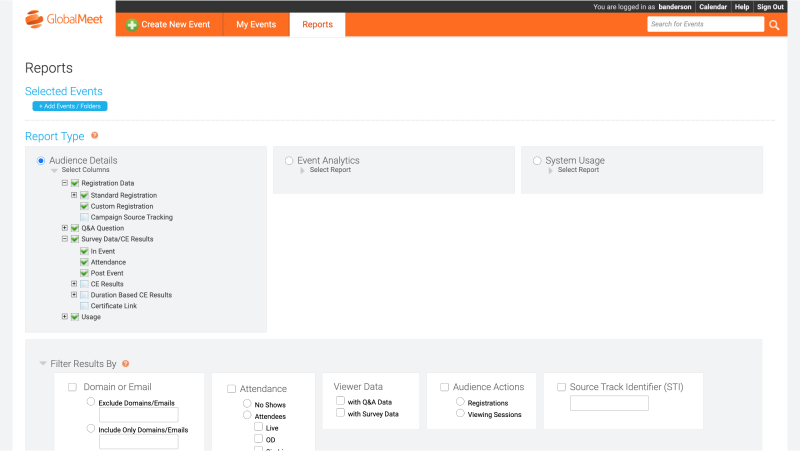 You are logged in as banderson Calendar Help Sign Out
GlobalMeet
Create New Event My Events Reports
Search for Events
Reports
Selected Events
+ Add Events / Folders
Report Type ?
Audience Details
Select Columns
Registration Data
Standard Registration
Custom Registration
Campaign Source Tracking
Q&A Question
Survey Data/CE Results
In Event
Attendance
Post Event
CE Results
Duration Based CE Results
Certificate Link
Usage
Event Analytics
Select Report
System Usage
Select Report
Filter Results By ?
Domain or Email
Exclude Domains/Emails
Include Only Domains/Emails
Attendance
No Shows
Attendees
Live
OD
Viewer Data
with Q&A Data
with Survey Data
Audience Actions
Registrations
Viewing Sessions
Source Track Identifier (STI)